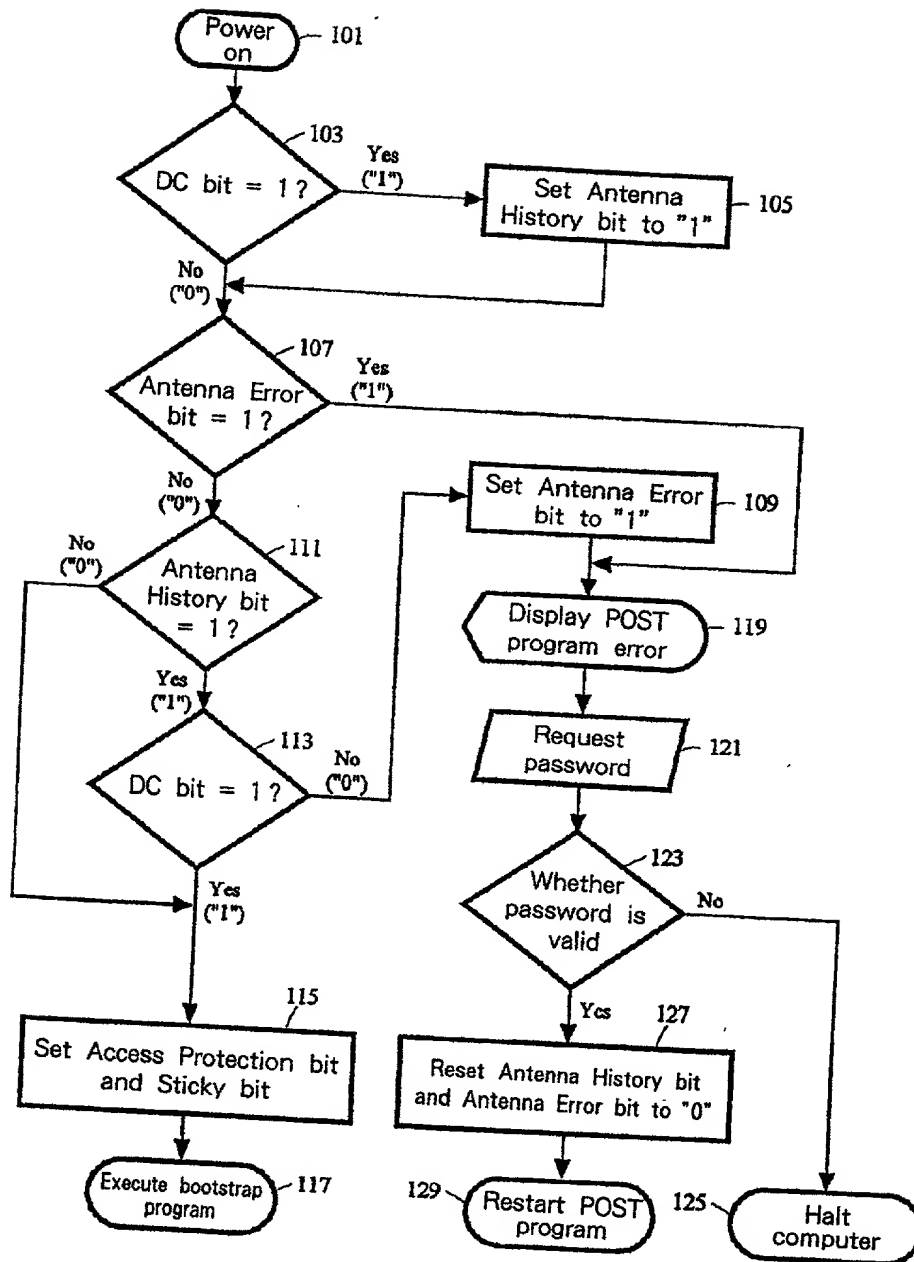 Power
on
101
103
DC bit = 1?
Yes
("1")
Set Antenna
History bit to "1"
105
No
("0")
107
Antenna Error
bit = 1?
Yes
("1")
No
("0")
Set Antenna Error
bit to "1"
109
111
No
("0")
Antenna
History bit
= 1?
Display POST
program error
119
Yes
("1")
113
DC bit = 1?
No
("0")
Request
password
121
123
Whether
password is
valid
No
Yes
("1")
115
Set Access Protection bit
and Sticky bit
Yes
127
Reset Antenna History bit
and Antenna Error bit to "0"
Execute bootstrap
program
117
129
Restart POST
program
125
Halt
computer